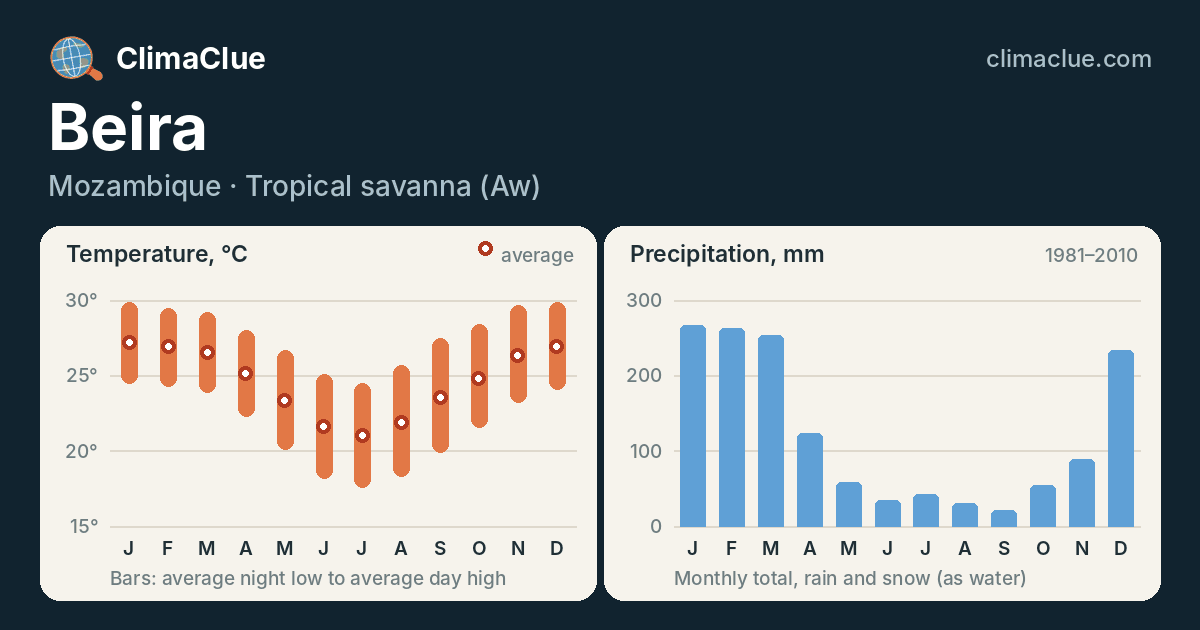 ClimaClue
climaclue.com
Beira
Mozambique · Tropical savanna (Aw)
Temperature, °C
average
30°
25°
20°
15°
J F M A M J J A S O N D
Bars: average night low to average day high
Precipitation, mm
1981–2010
300
200
100
0
J F M A M J J A S O N D
Monthly total, rain and snow (as water)